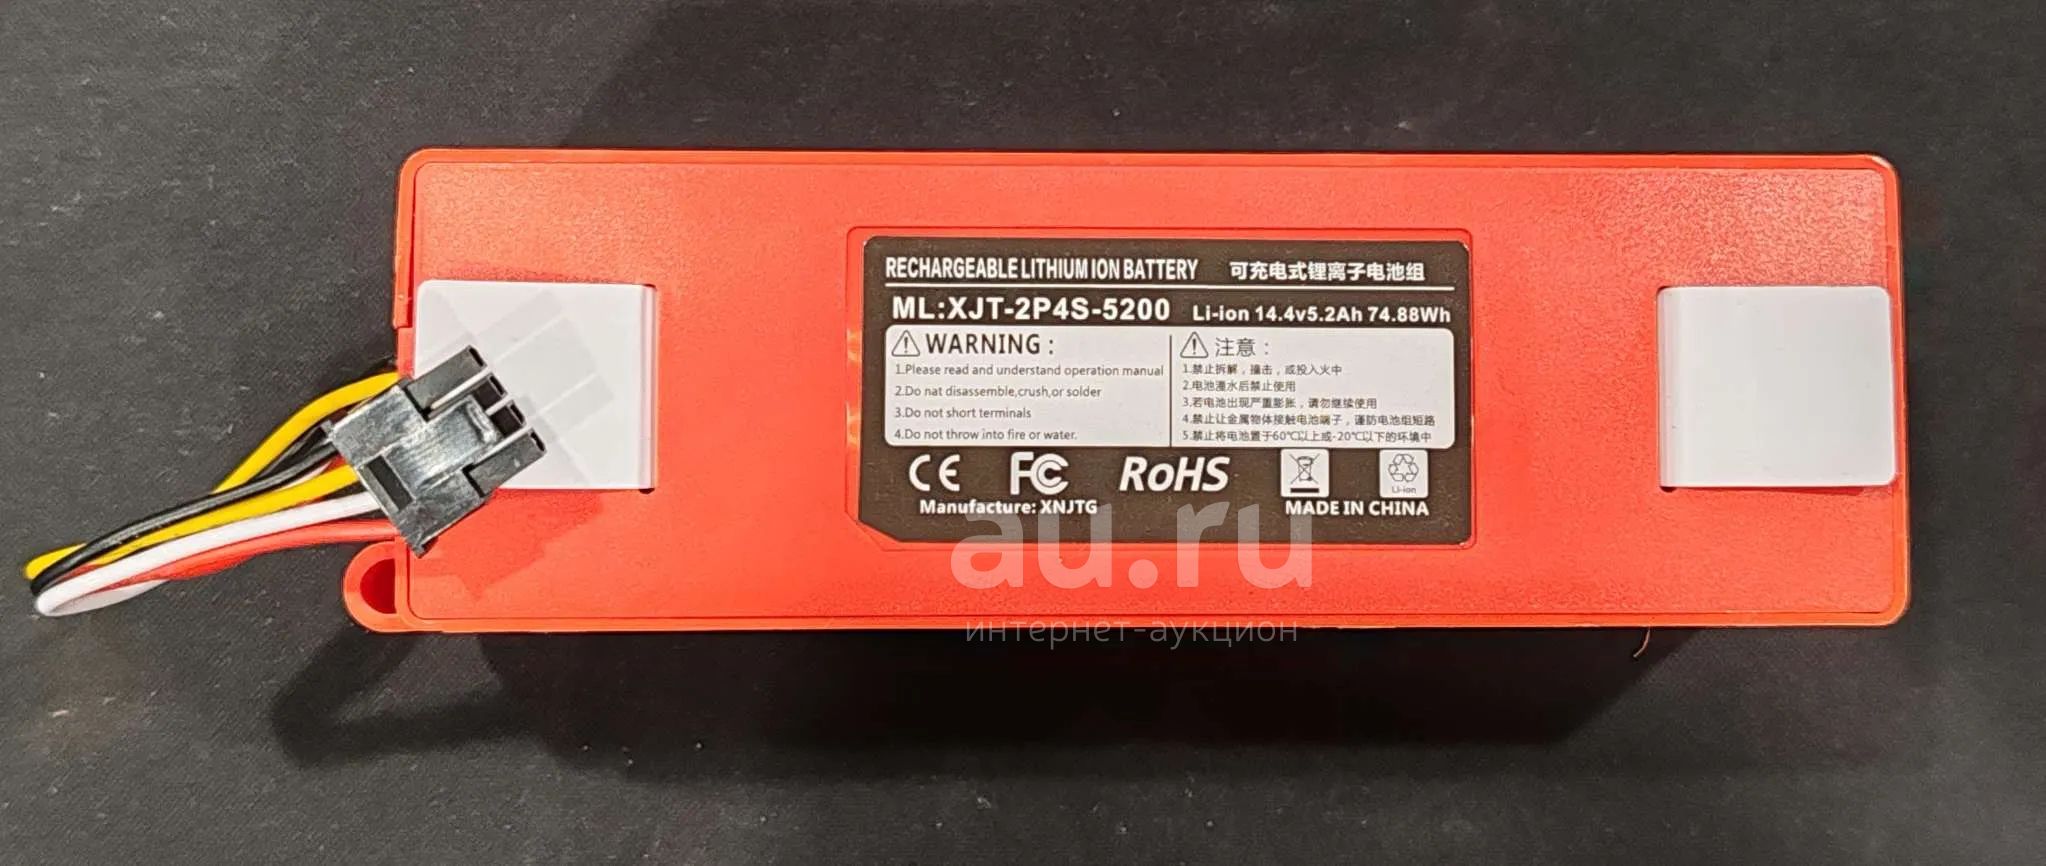 RECHARGEABLE LITHIUM ION BATTERY 可充电式锂离子电池组
ML:XJT-2P4S-5200 Li-ion 14.4v5.2Ah 74.88Wh
WARNING:
1.Please read and understand operation manual
2.Do nat disassemble,crush,or solder
3.Do not short terminals
4.Do not throw into fire or water.
注意:
1.禁止拆解,撞击,或投入火中
2.电池湮水后禁止使用
3.若电池出现严重膨胀,请勿继续使用
4.禁止让金属物体接触电池端子,谨防电池组短路
5.禁止将电池置于60℃以上或-20℃以下的环境中
CE FC RoHS
Li-ion
Manufacture: XNJTG MADE IN CHINA
au.ru
интернет-аукцион